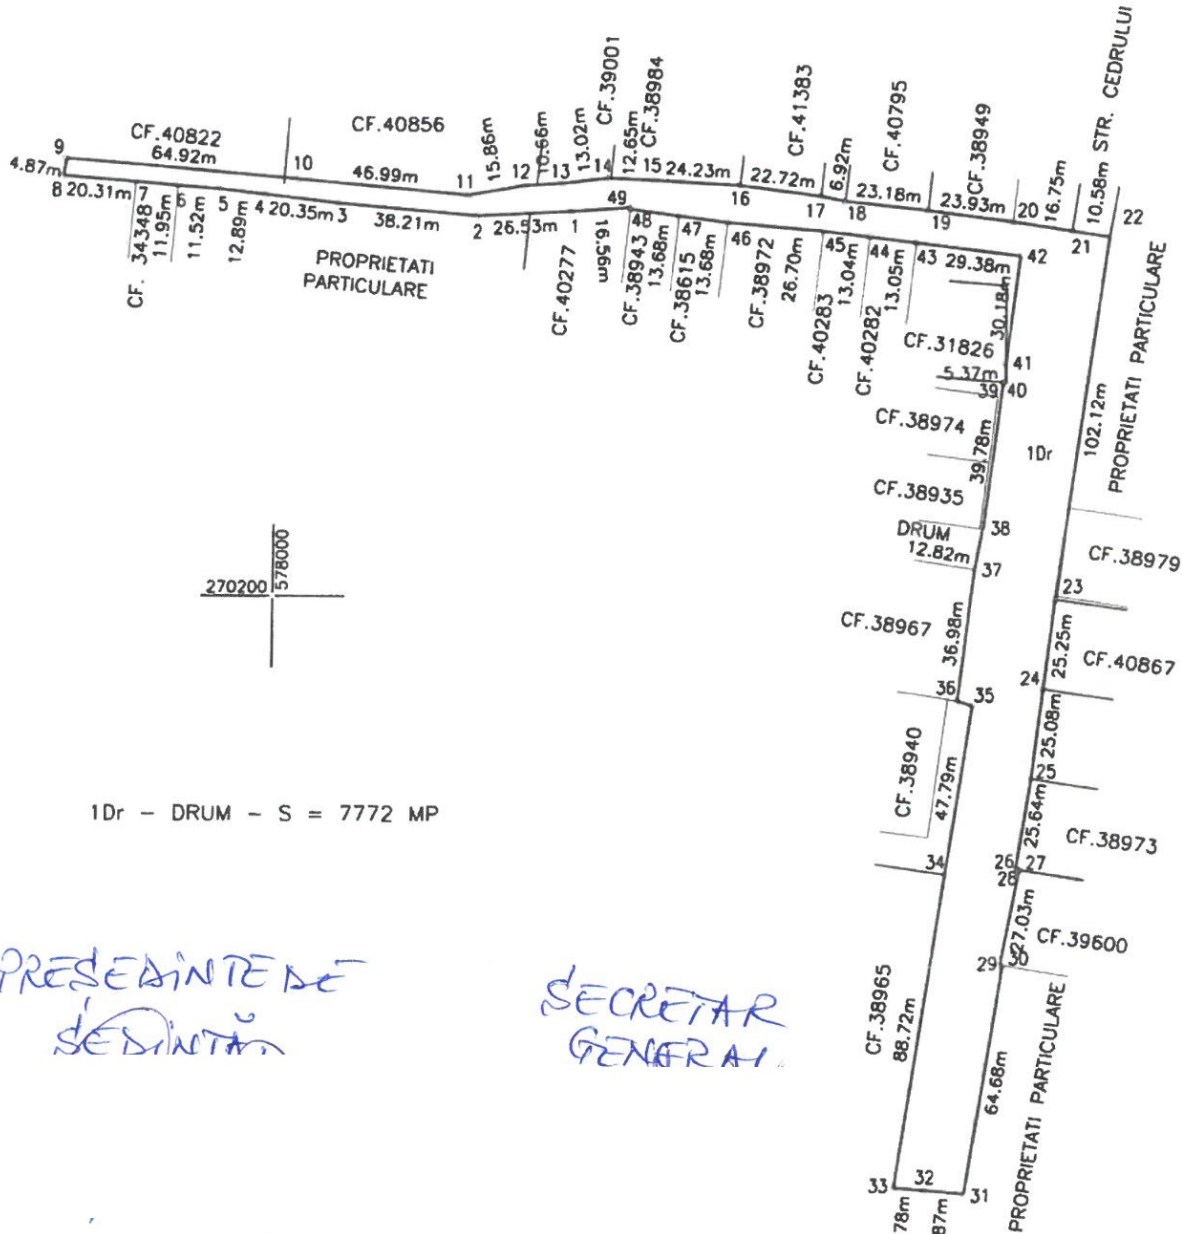 CF.40822
64.92m
CF.40856
46.99m
15.86m
10.66m
13.02m
CF.39001
12.65m
CF.38984
24.23m
22.72m
CF.41383
6.92m
CF.40795
23.18m
CF.38949
23.93m
16.75m
10.58m
STR. CEDRULUI
9
10
11
12
13
14
15
16
17
18
19
20
21
22
4.87m
8
20.31m
7
6
5
4
20.35m
3
38.21m
2
26.53m
1
49
48
47
46
45
44
43
29.38m
42
CF. 34348
11.95m
11.52m
12.89m
PROPRIETATI
PARTICULARE
CF.40277
16.56m
CF.38943
13.68m
CF.38615
13.68m
CF.38972
26.70m
CF.40283
13.04m
CF.40282
13.05m
30.18m
CF.31826
41
5.37m
39
40
CF.38974
39.78m
1Dr
102.12m
PROPRIETATI PARTICULARE
CF.38935
38
DRUM
12.82m
37
CF.38979
23
270200
578000
CF.38967
36.98m
25.25m
CF.40867
24
36
35
CF.38940
47.79m
25.08m
25
1Dr - DRUM - S = 7772 MP
25.64m
CF.38973
34
26
27
28
27.03m
CF.39600
29
30
PREȘEDINTE DE
ȘEDINȚĂ
SECRETAR
GENERAL
CF.38965
88.72m
64.68m
PROPRIETATI PARTICULARE
33
32
31
78m
87m